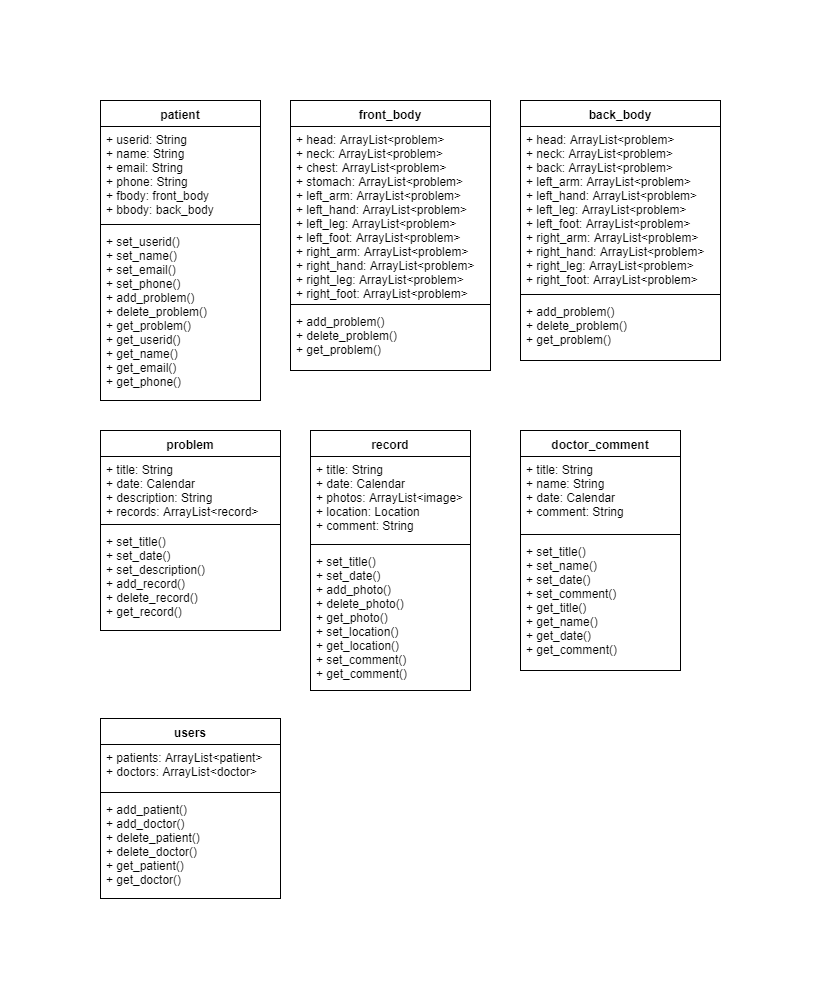 patient
+ userid: String
+ name: String
+ email: String
+ phone: String
+ fbody: front_body
+ bbody: back_body
+ set_userid()
+ set_name()
+ set_email()
+ set_phone()
+ add_problem()
+ delete_problem()
+ get_problem()
+ get_userid()
+ get_name()
+ get_email()
+ get_phone()
front_body
+ head: ArrayList<problem>
+ neck: ArrayList<problem>
+ chest: ArrayList<problem>
+ stomach: ArrayList<problem>
+ left_arm: ArrayList<problem>
+ left_hand: ArrayList<problem>
+ left_leg: ArrayList<problem>
+ left_foot: ArrayList<problem>
+ right_arm: ArrayList<problem>
+ right_hand: ArrayList<problem>
+ right_leg: ArrayList<problem>
+ right_foot: ArrayList<problem>
+ add_problem()
+ delete_problem()
+ get_problem()
back_body
+ head: ArrayList<problem>
+ neck: ArrayList<problem>
+ back: ArrayList<problem>
+ left_arm: ArrayList<problem>
+ left_hand: ArrayList<problem>
+ left_leg: ArrayList<problem>
+ left_foot: ArrayList<problem>
+ right_arm: ArrayList<problem>
+ right_hand: ArrayList<problem>
+ right_leg: ArrayList<problem>
+ right_foot: ArrayList<problem>
+ add_problem()
+ delete_problem()
+ get_problem()
problem
+ title: String
+ date: Calendar
+ description: String
+ records: ArrayList<record>
+ set_title()
+ set_date()
+ set_description()
+ add_record()
+ delete_record()
+ get_record()
record
+ title: String
+ date: Calendar
+ photos: ArrayList<image>
+ location: Location
+ comment: String
+ set_title()
+ set_date()
+ add_photo()
+ delete_photo()
+ get_photo()
+ set_location()
+ get_location()
+ set_comment()
+ get_comment()
doctor_comment
+ title: String
+ name: String
+ date: Calendar
+ comment: String
+ set_title()
+ set_name()
+ set_date()
+ set_comment()
+ get_title()
+ get_name()
+ get_date()
+ get_comment()
users
+ patients: ArrayList<patient>
+ doctors: ArrayList<doctor>
+ add_patient()
+ add_doctor()
+ delete_patient()
+ delete_doctor()
+ get_patient()
+ get_doctor()